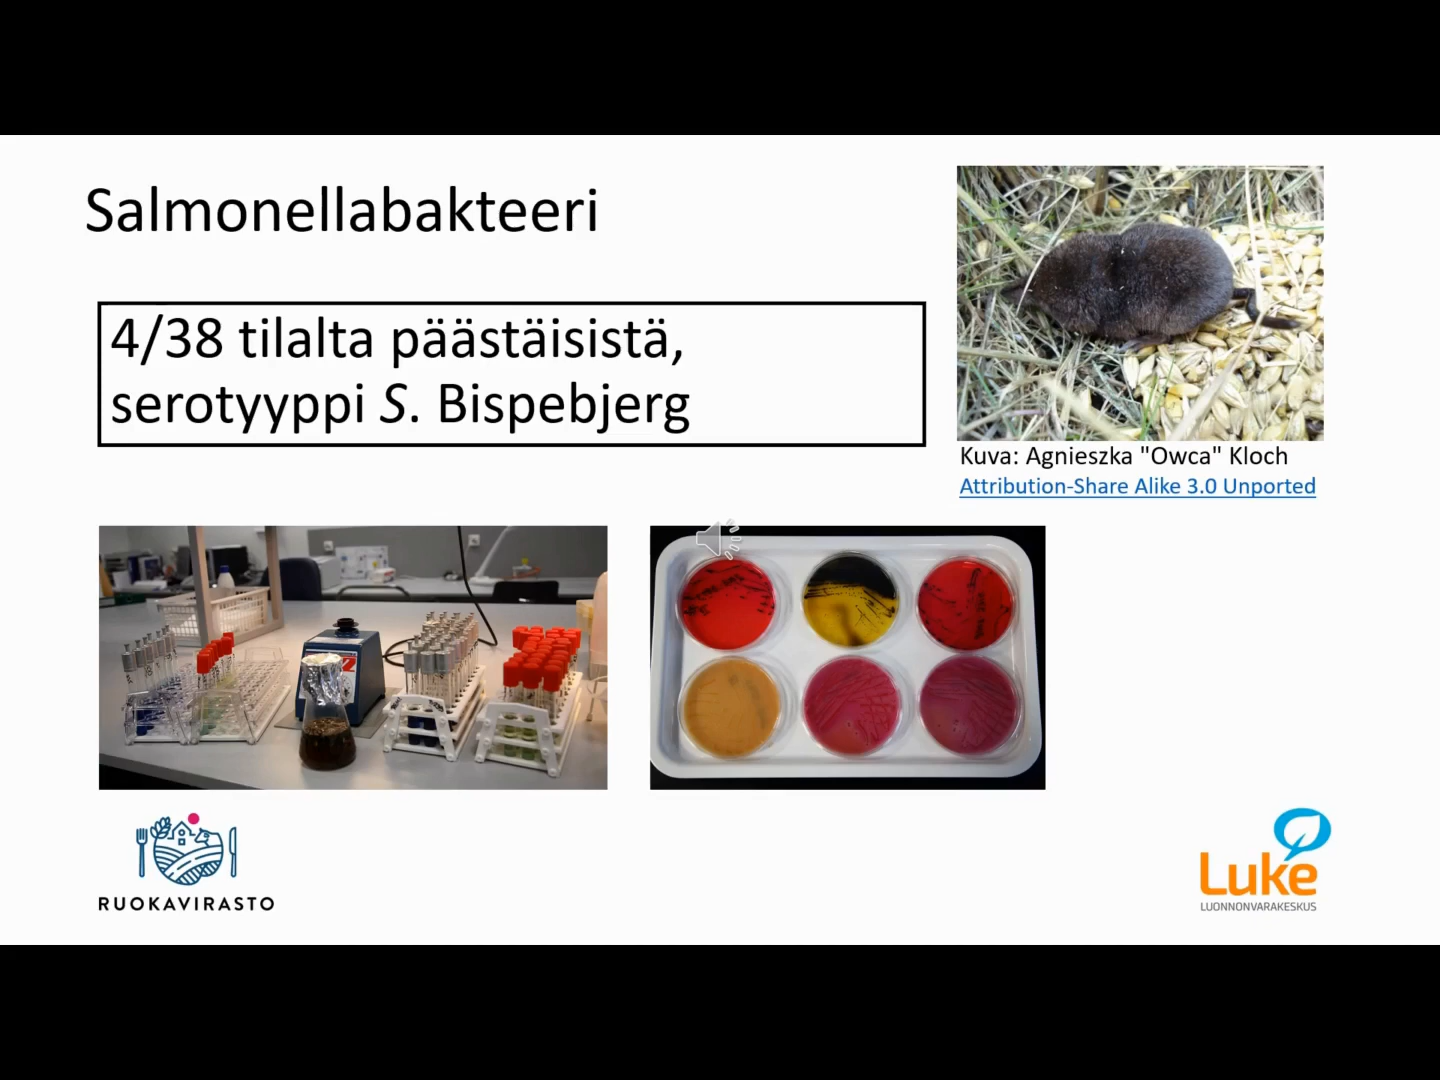 Salmonellabakteeri
4/38 tilalta päästäisistä,
serotyyppi S. Bispebjerg
Kuva: Agnieszka "Owca" Kloch
Attribution-Share Alike 3.0 Unported
RUOKAVIRASTO
Luke
LUONNONVARAKESKUS